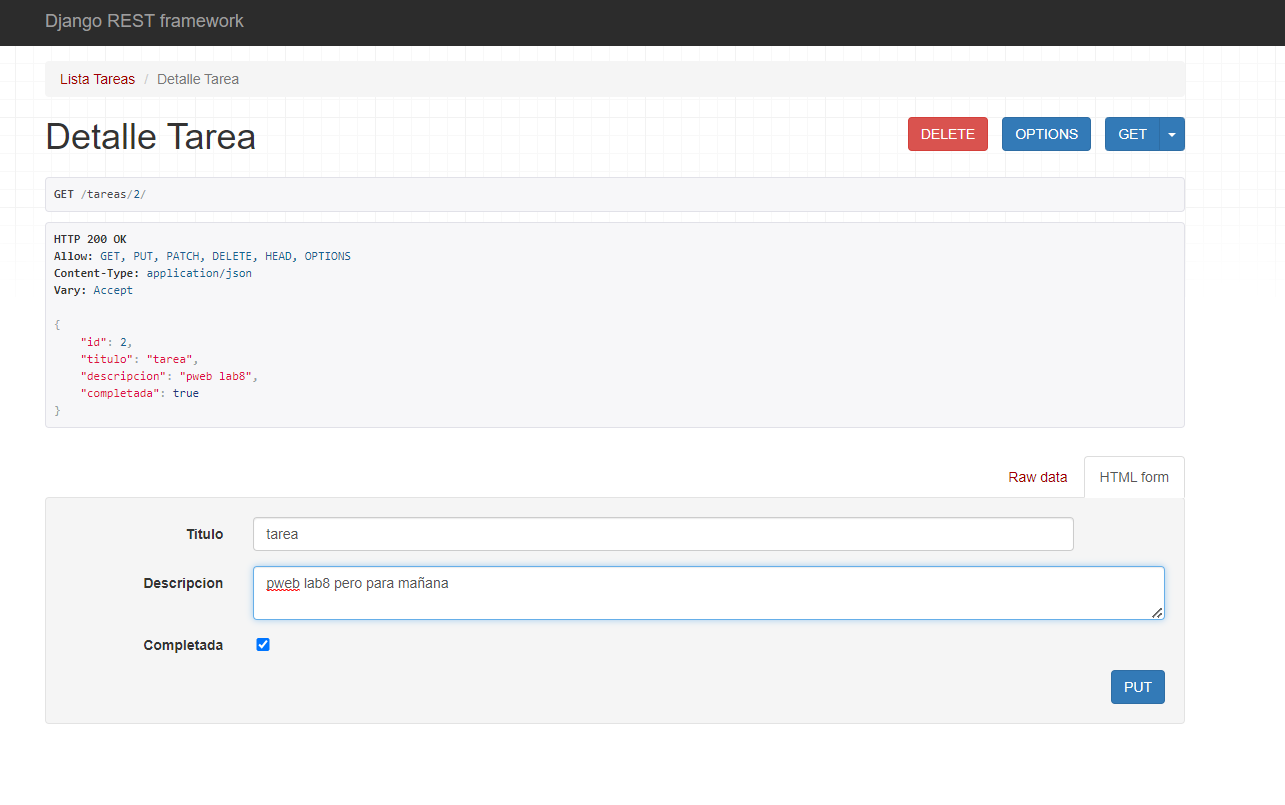 Django REST framework
Lista Tareas / Detalle Tarea
Detalle Tarea
DELETE OPTIONS GET
GET /tareas/2/
HTTP 200 OK
Allow: GET, PUT, PATCH, DELETE, HEAD, OPTIONS
Content-Type: application/json
Vary: Accept
{
"id": 2,
"titulo": "tarea",
"descripcion": "pweb lab8",
"completada": true
}
Raw data HTML form
Titulo tarea
Descripcion pweb lab8 pero para mañana
Completada
PUT